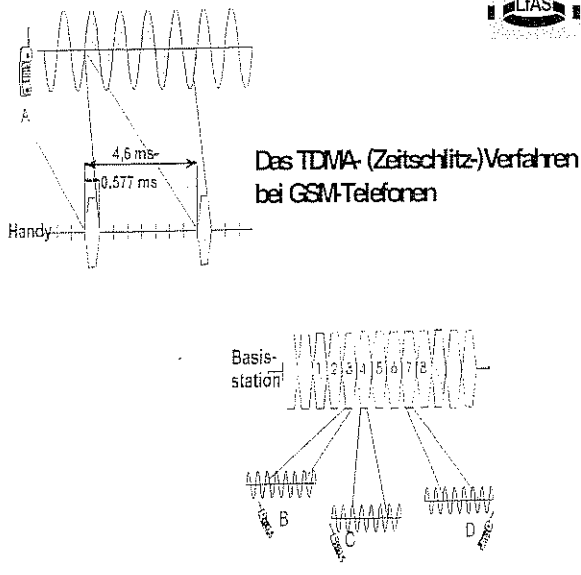 LfAS
A
4,6 ms
0,577 ms
Das TDMA- (Zeitschlitz-)Verfahren
bei GSM-Telefonen
Handy
Basis-
station
1 2 3 4 5 6 7 8
B
C
D